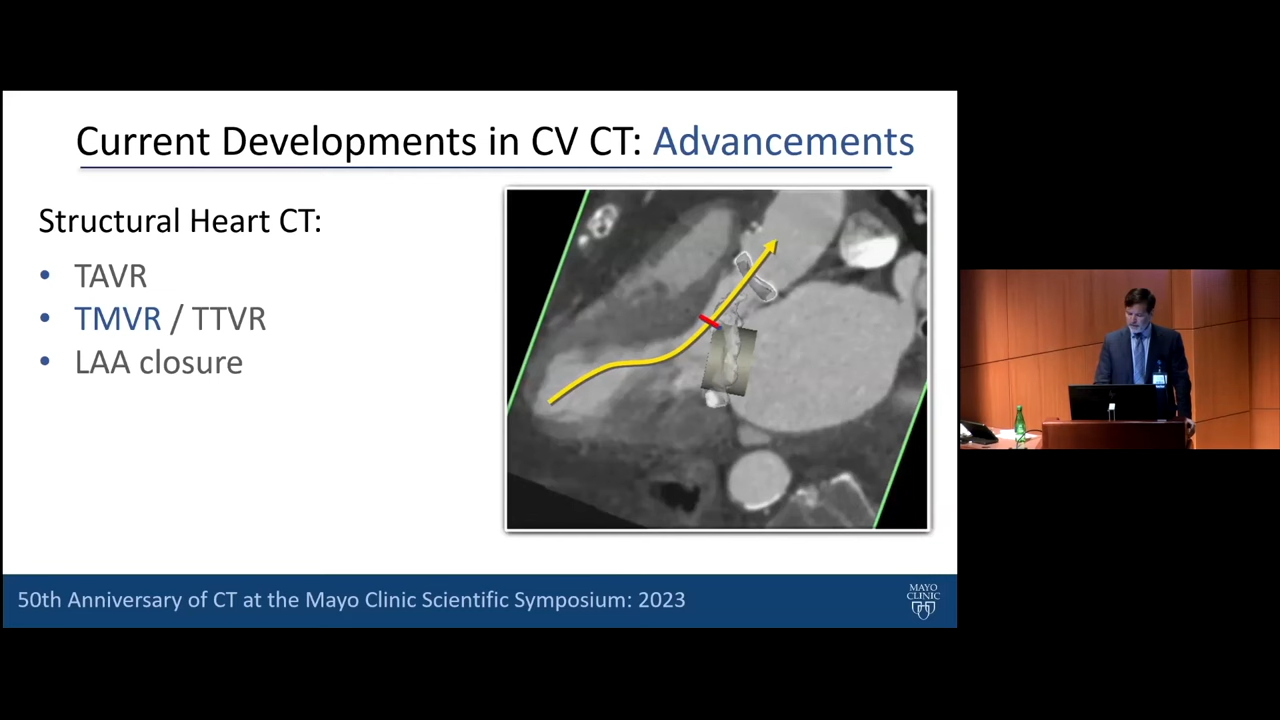 Current Developments in CV CT: Advancements
Structural Heart CT:
• TAVR
• TMVR / TTVR
• LAA closure
50th Anniversary of CT at the Mayo Clinic Scientific Symposium: 2023
MAYO
CLINIC